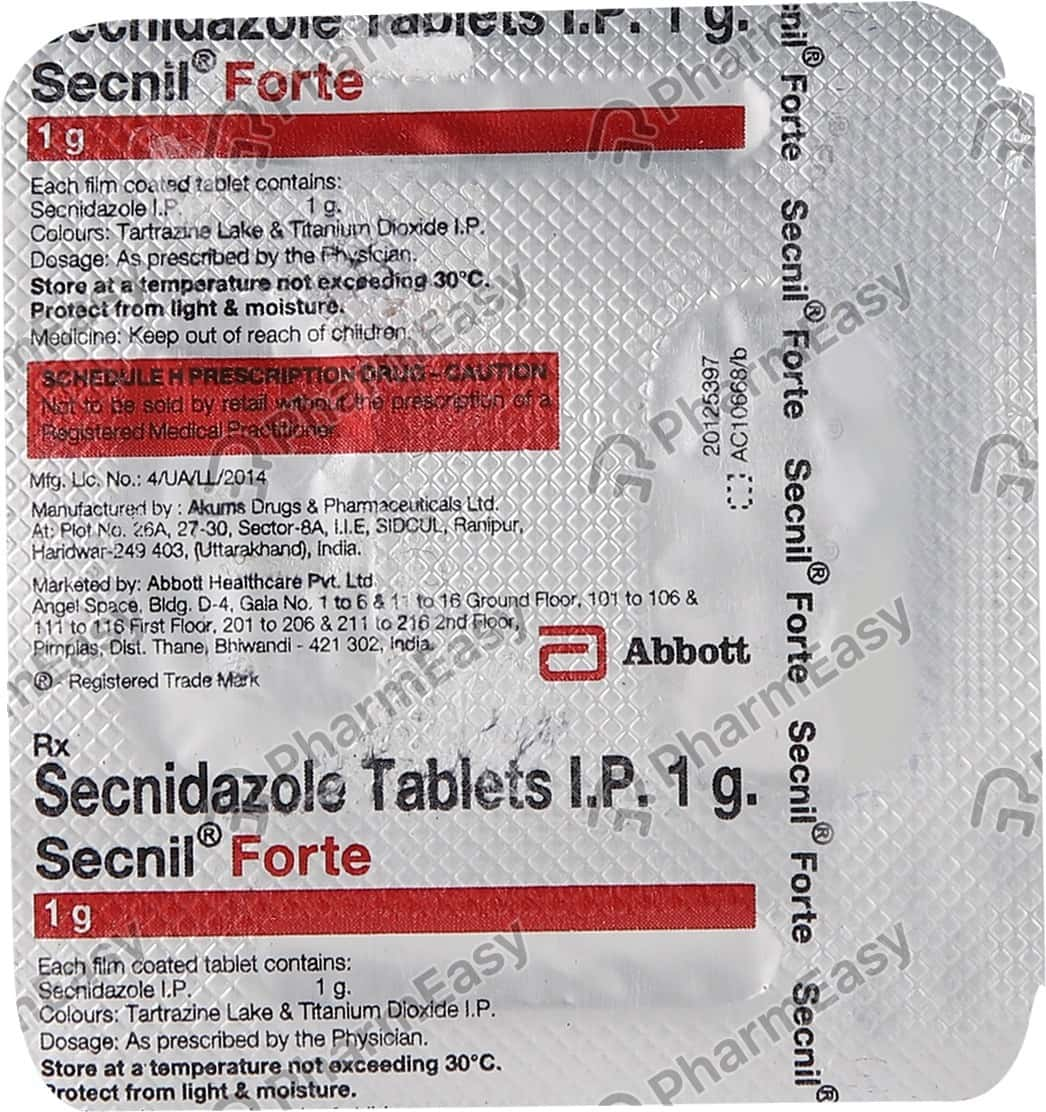 Tablets I.P. 1 g.
Secnil® Forte
1 g
Each film coated tablet contains:
Secnidazole I.P. 1 g.
Colours: Tartrazine Lake & Titanium Dioxide I.P.
Dosage: As prescribed by the Physician.
Store at a temperature not exceeding 30°C.
Protect from light & moisture.
Medicine: Keep out of reach of children.
SCHEDULE H PRESCRIPTION DRUG - CAUTION
Not to be sold by retail without the prescription of a
Registered Medical Practitioner
Mfg. Lic. No.: 4/UA/LL/2014
Manufactured by : Akums Drugs & Pharmaceuticals Ltd.
At: Plot No. 26A, 27-30, Sector-8A, I.I.E, SIDCUL, Ranipur,
Haridwar-249 403, (Uttarakhand), India.
Marketed by: Abbott Healthcare Pvt. Ltd.
Angel Space, Bldg. D-4, Gala No. 1 to 6 & 11 to 16 Ground Floor, 101 to 106 &
111 to 116 First Floor, 201 to 206 & 211 to 216 2nd Floor,
Pimplas, Dist. Thane, Bhiwandi - 421 302, India.
® - Registered Trade Mark
Abbott
20125397
AC10668/b
Rx
Secnidazole Tablets I.P. 1 g.
Secnil® Forte
1 g
Each film coated tablet contains:
Secnidazole I.P. 1 g.
Colours: Tartrazine Lake & Titanium Dioxide I.P.
Dosage: As prescribed by the Physician.
Store at a temperature not exceeding 30°C.
Protect from light & moisture.
Forte Secnil® Forte Secnil® Forte Secnil® Forte Secnil®
PharmEasy
PharmEasy
PharmEasy
PharmEasy
PharmEasy
PharmEasy